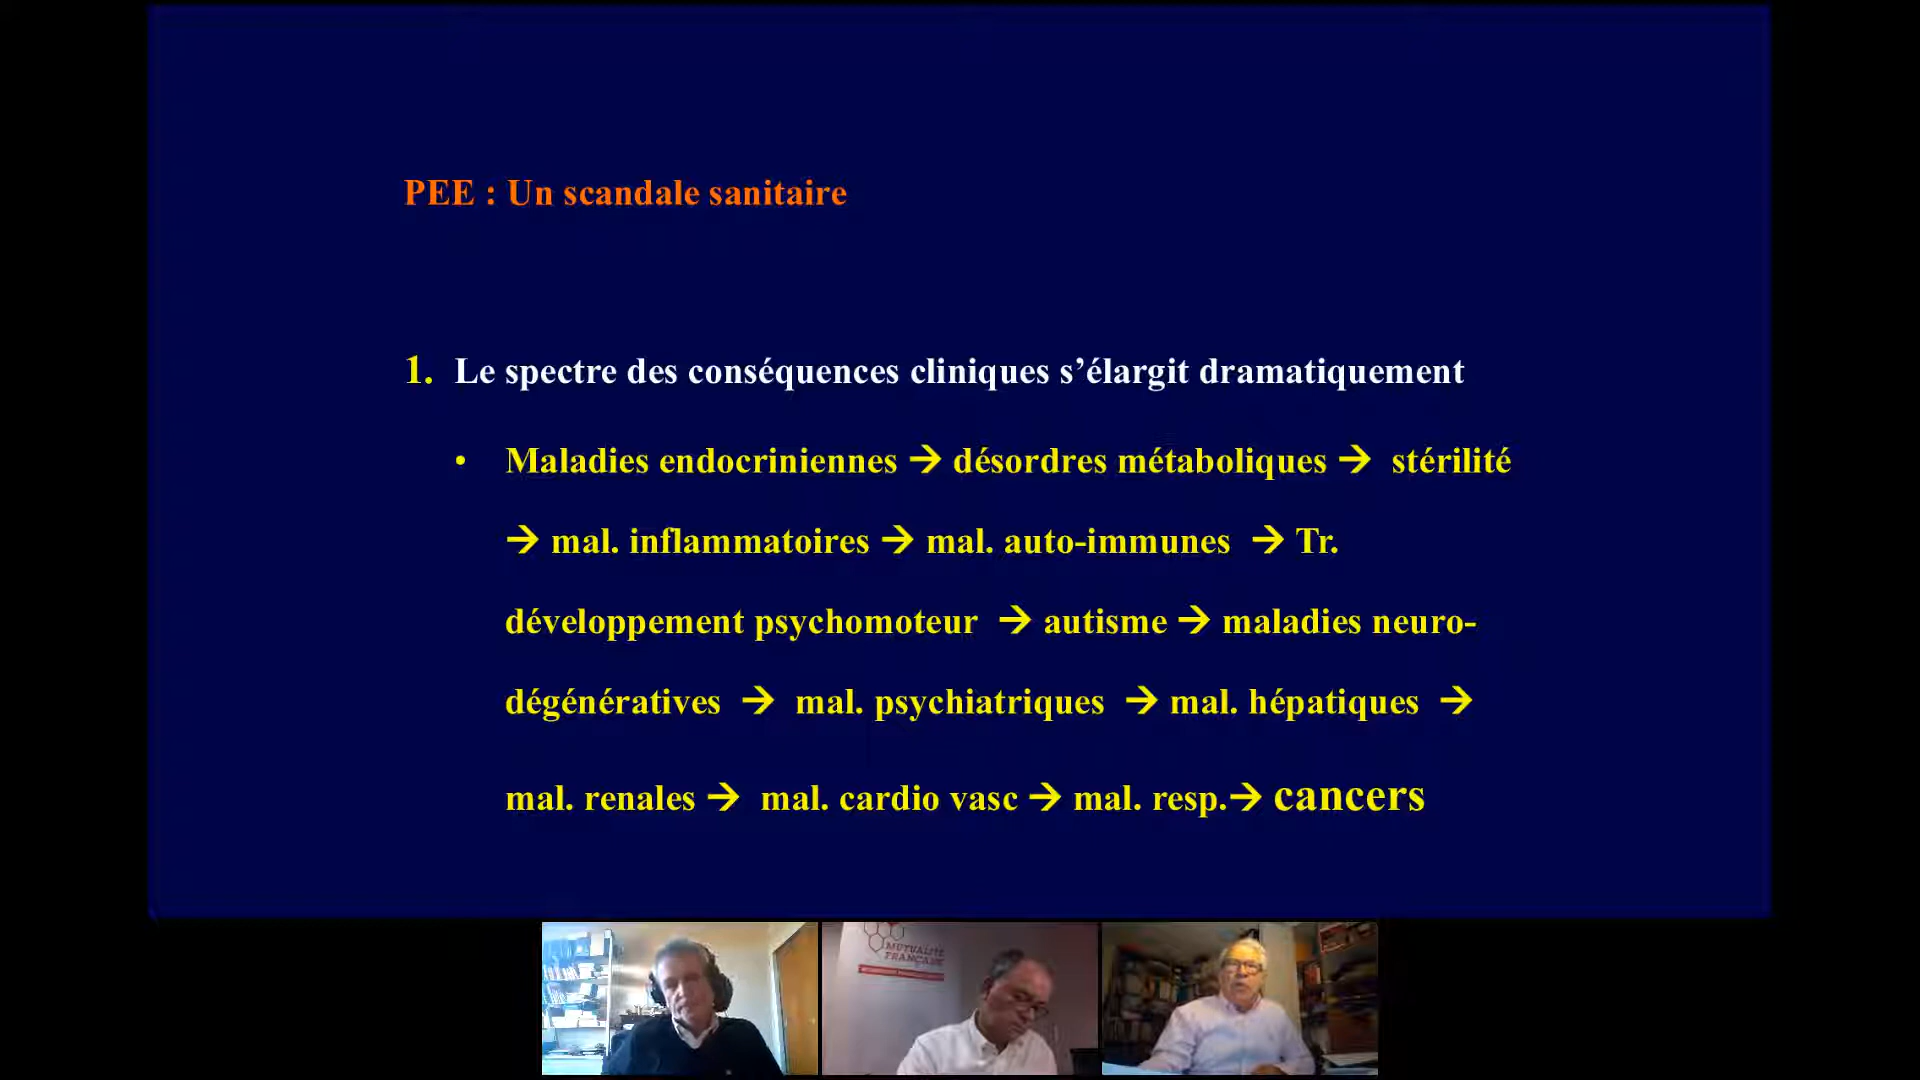 PEE : Un scandale sanitaire
1. Le spectre des conséquences cliniques s’élargit dramatiquement
• Maladies endocriniennes → désordres métaboliques → stérilité
→ mal. inflammatoires → mal. auto-immunes → Tr.
développement psychomoteur → autisme → maladies neuro-
dégénératives → mal. psychiatriques → mal. hépatiques →
mal. renales → mal. cardio vasc → mal. resp.→ cancers
MUTUALITÉ
FRANÇAISE